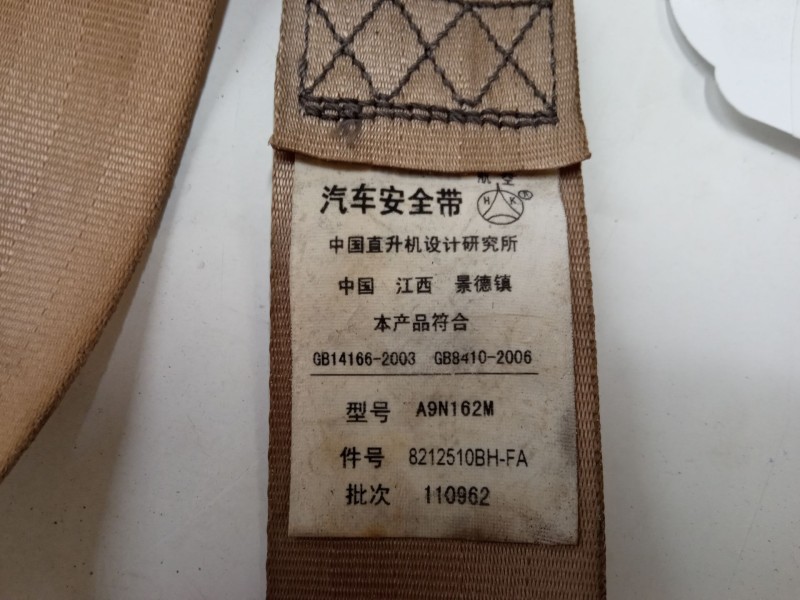 航空
汽车安全带
H K ®
中国直升机设计研究所
中国 江西 景德镇
本产品符合
GB14166-2003 GB8410-2006
型号 A9N162M
件号 8212510BH-FA
批次 110962